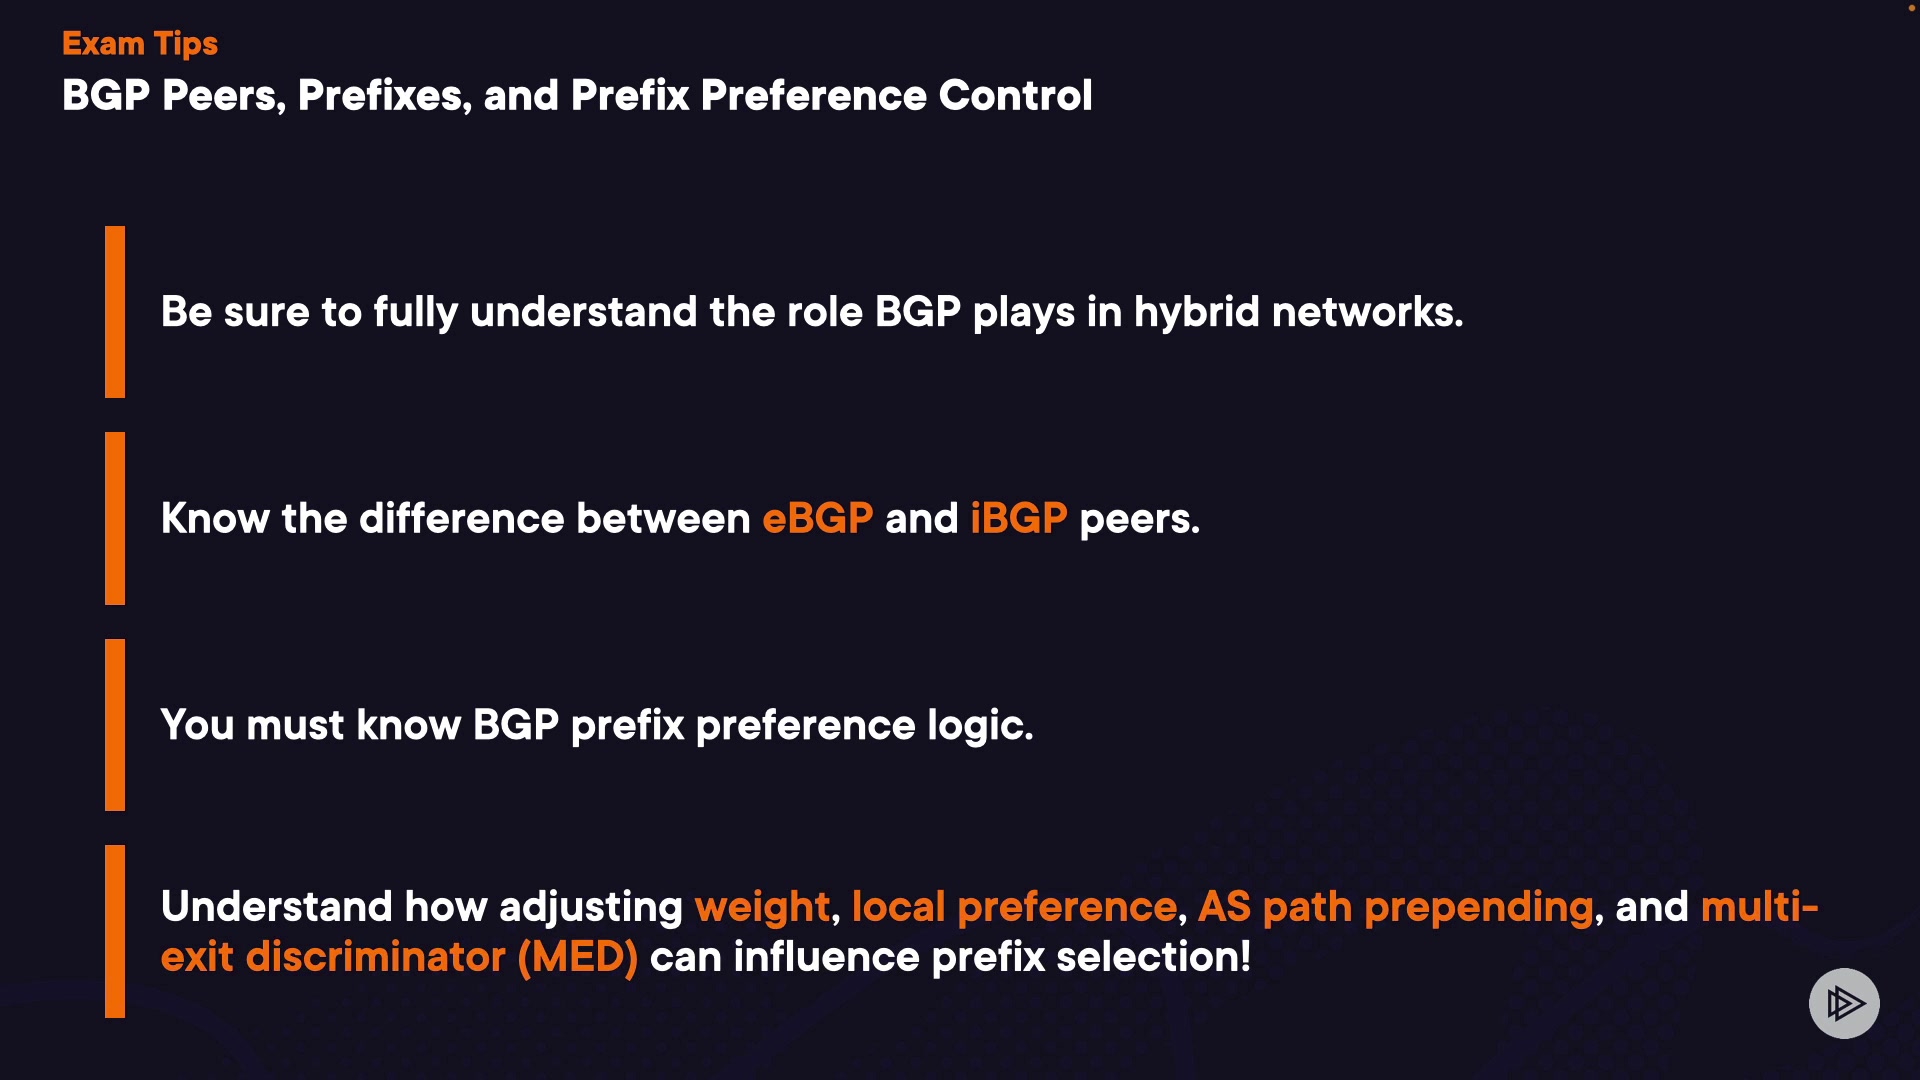 Exam Tips
BGP Peers, Prefixes, and Prefix Preference Control
Be sure to fully understand the role BGP plays in hybrid networks.
Know the difference between eBGP and iBGP peers.
You must know BGP prefix preference logic.
Understand how adjusting weight, local preference, AS path prepending, and multi-
exit discriminator (MED) can influence prefix selection!